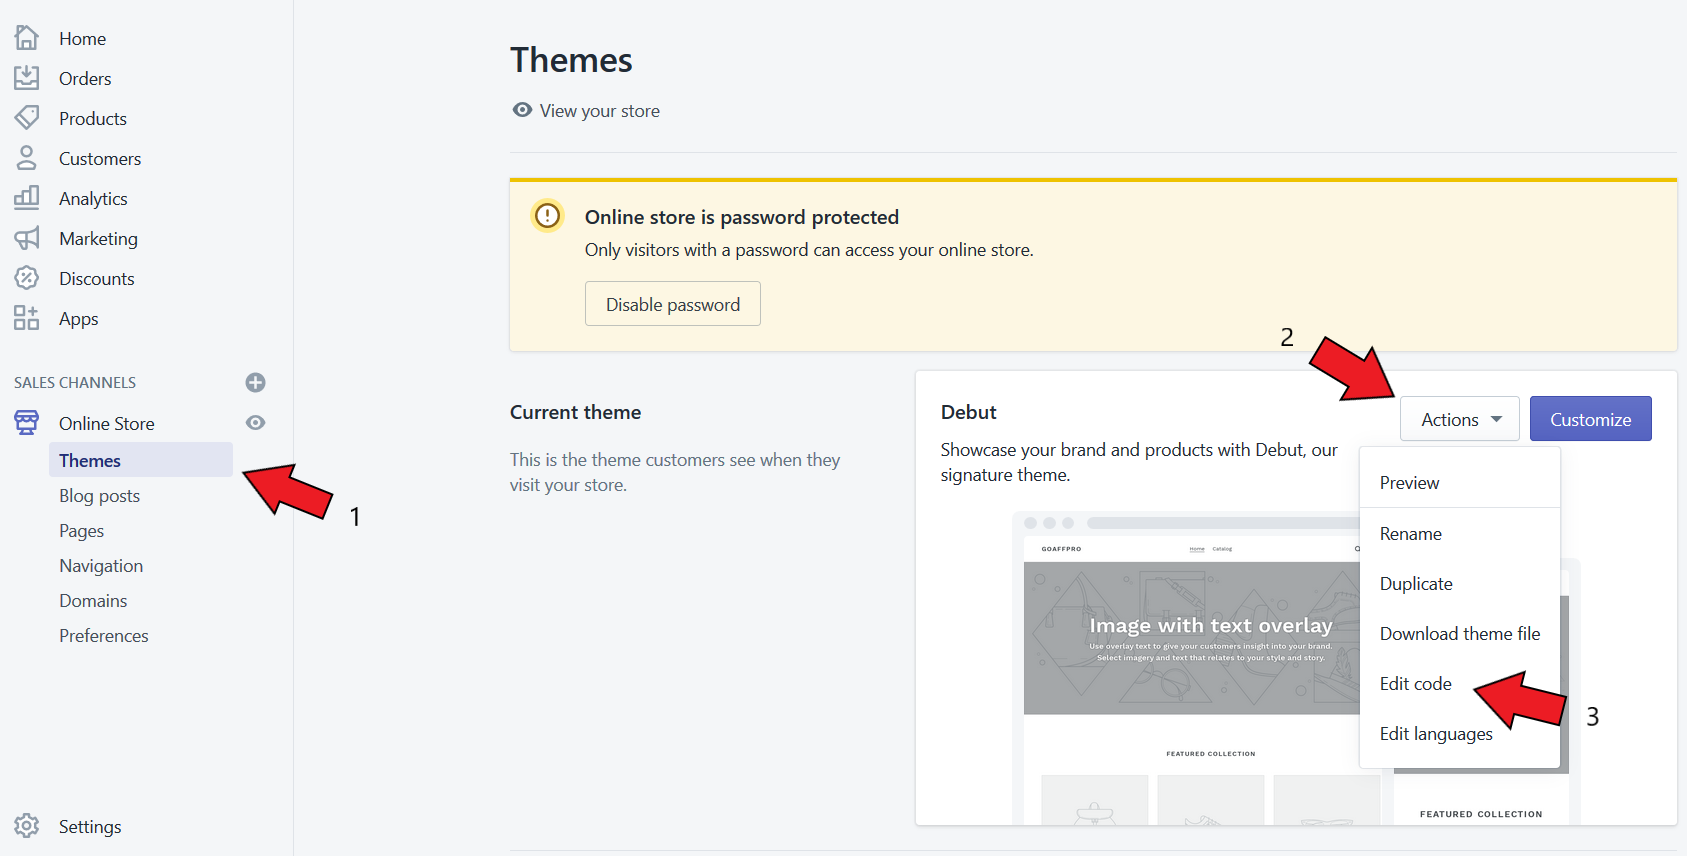 Home
Orders
Products
Customers
Analytics
Marketing
Discounts
Apps
SALES CHANNELS
Online Store
Themes
Blog posts
Pages
Navigation
Domains
Preferences
Settings
1
Themes
View your store
Online store is password protected
Only visitors with a password can access your online store.
Disable password
2
Current theme
This is the theme customers see when they
visit your store.
Debut
Showcase your brand and products with Debut, our
signature theme.
Actions
Customize
Preview
Rename
Duplicate
Download theme file
Edit code
Edit languages
3
GOAFFPRO
Home Catalog
Image with text overlay
Use overlay text to give your customers insight into your brand.
Select imagery and text that relates to your style and story.
FEATURED COLLECTION
FEATURED COLLECTION